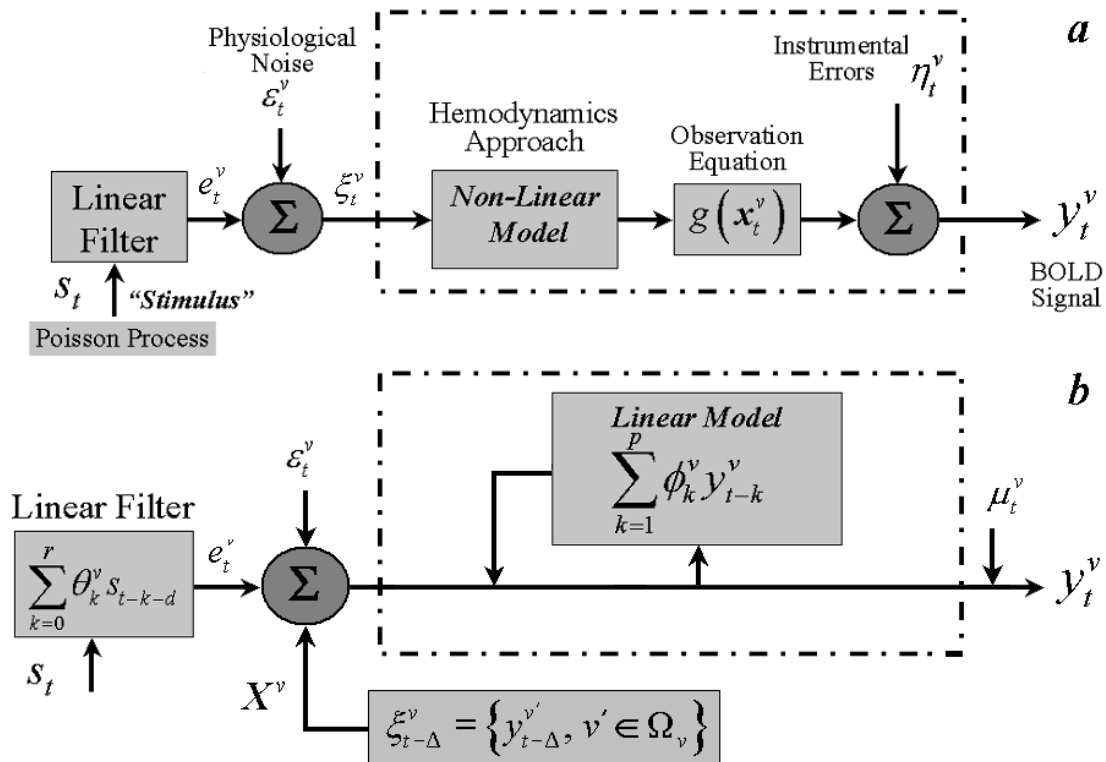 a
Physiological
Noise
ε_t^v
Instrumental
Errors
η_t^v
Hemodynamics
Approach
Observation
Equation
Linear
Filter
e_t^v
Σ
ξ_t^v
Non-Linear
Model
g(x_t^v)
Σ
y_t^v
s_t
“Stimulus”
BOLD
Signal
Poisson Process
b
Linear Model
∑_{k=1}^{p} ϕ_k^v y_{t-k}^v
ε_t^v
μ_t^v
Linear Filter
∑_{k=0}^{r} θ_k^v s_{t-k-d}
e_t^v
Σ
y_t^v
s_t
X^v
ξ_{t-Δ}^v = {y_{t-Δ}^{v'}, v' ∈ Ω_v}